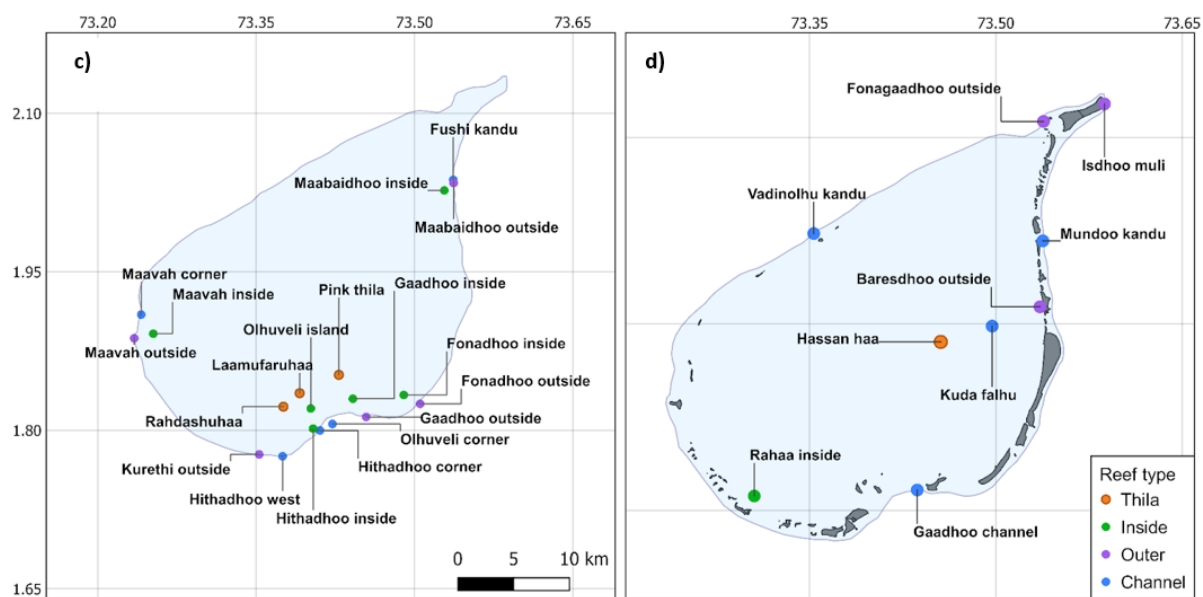 73.20 73.35 73.50 73.65
73.35 73.50 73.65
c)
2.10
1.95
1.80
1.65
Fushi kandu
Maabaidhoo inside
Maabaidhoo outside
Maavah corner
Maavah inside
Gaadhoo inside
Pink thila
Olhuveli island
Fonadhoo inside
Maavah outside
Laamufaruhaa
Fonadhoo outside
Rahdashuhaa
Gaadhoo outside
Olhuveli corner
Kurethi outside
Hithadhoo corner
Hithadhoo west
Hithadhoo inside
0 5 10 km
d)
Fonagaadhoo outside
Isdhoo muli
Vadinolhu kandu
Mundoo kandu
Baresdhoo outside
Hassan haa
Kuda falhu
Rahaa inside
Gaadhoo channel
Reef type
Thila
Inside
Outer
Channel